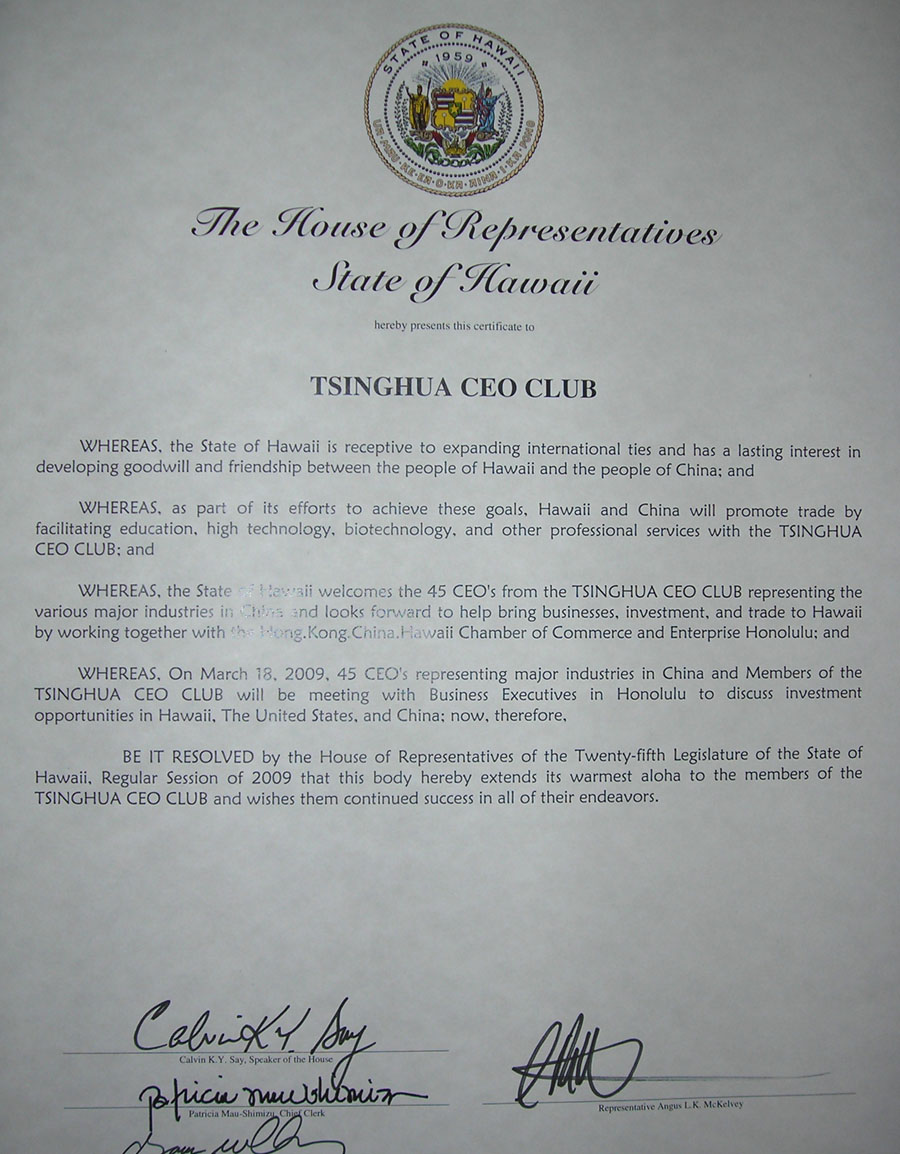 STATE OF HAWAII
1959
UA·MAU·KE·EA·O·KA·AINA·I·KA·PONO
The House of Representatives
State of Hawaii
hereby presents this certificate to
TSINGHUA CEO CLUB
WHEREAS, the State of Hawaii is receptive to expanding international ties and has a lasting interest in
developing goodwill and friendship between the people of Hawaii and the people of China; and
WHEREAS, as part of its efforts to achieve these goals, Hawaii and China will promote trade by
facilitating education, high technology, biotechnology, and other professional services with the TSINGHUA
CEO CLUB; and
WHEREAS, the State of Hawaii welcomes the 45 CEO's from the TSINGHUA CEO CLUB representing the
various major industries in China and looks forward to help bring businesses, investment, and trade to Hawaii
by working together with the Hong.Kong.China.Hawaii Chamber of Commerce and Enterprise Honolulu; and
WHEREAS, On March 18, 2009, 45 CEO's representing major industries in China and Members of the
TSINGHUA CEO CLUB will be meeting with Business Executives in Honolulu to discuss investment
opportunities in Hawaii, The United States, and China; now, therefore,
BE IT RESOLVED by the House of Representatives of the Twenty-fifth Legislature of the State of
Hawaii, Regular Session of 2009 that this body hereby extends its warmest aloha to the members of the
TSINGHUA CEO CLUB and wishes them continued success in all of their endeavors.
Calvin K.Y. Say
Calvin K.Y. Say, Speaker of the House
Patricia Mau-Shimizu
Patricia Mau-Shimizu, Chief Clerk
Representative Angus L.K. McKelvey